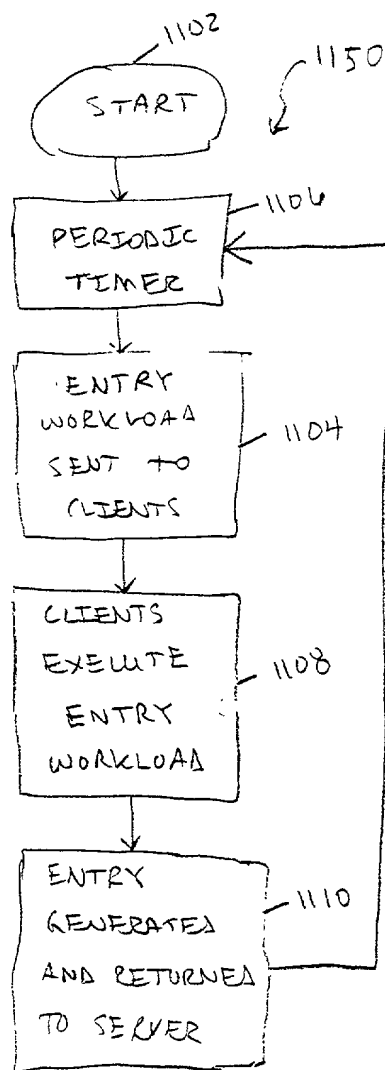 1102
1150
START
1106
PERIODIC
TIMER
ENTRY
WORKLOAD
SENT TO
CLIENTS
1104
CLIENTS
EXECUTE
ENTRY
WORKLOAD
1108
ENTRY
GENERATED
AND RETURNED
TO SERVER
1110